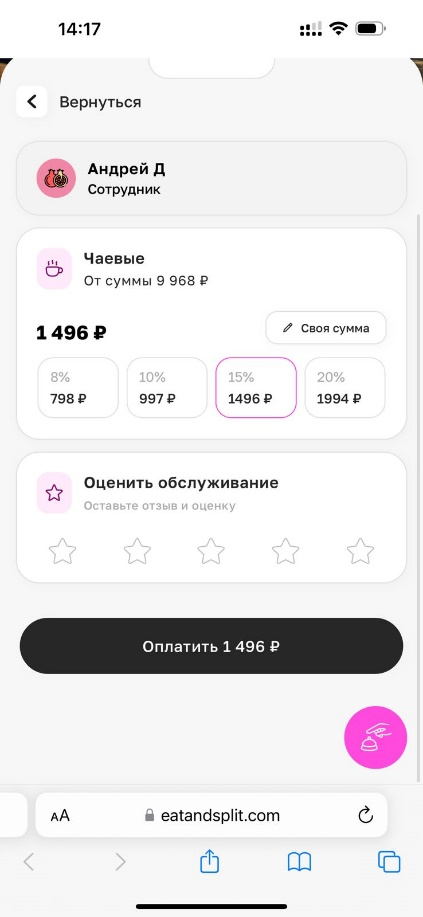 14:17
Вернуться
Андрей Д
Сотрудник
Чаевые
От суммы 9 968 ₽
1 496 ₽
Своя сумма
8%
798 ₽
10%
997 ₽
15%
1496 ₽
20%
1994 ₽
Оценить обслуживание
Оставьте отзыв и оценку
Оплатить 1 496 ₽
AA
eatandsplit.com